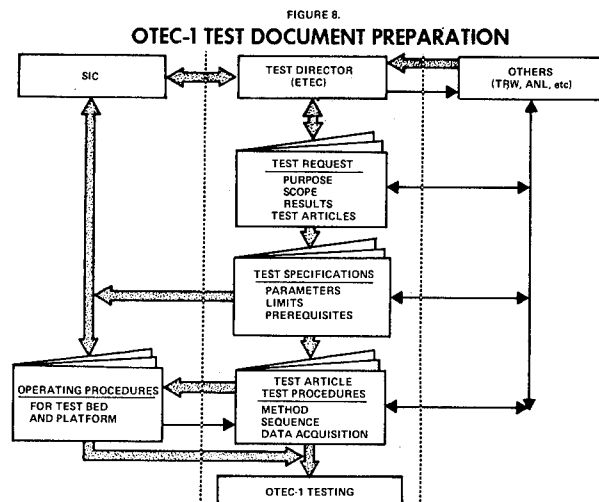 FIGURE 8.
OTEC-1 TEST DOCUMENT PREPARATION
SIC
TEST DIRECTOR
(ETEC)
OTHERS
(TRW, ANL, etc)
TEST REQUEST
PURPOSE
SCOPE
RESULTS
TEST ARTICLES
TEST SPECIFICATIONS
PARAMETERS
LIMITS
PREREQUISITES
OPERATING PROCEDURES
FOR TEST BED
AND PLATFORM
TEST ARTICLE
TEST PROCEDURES
METHOD
SEQUENCE
DATA ACQUISITION
OTEC-1 TESTING